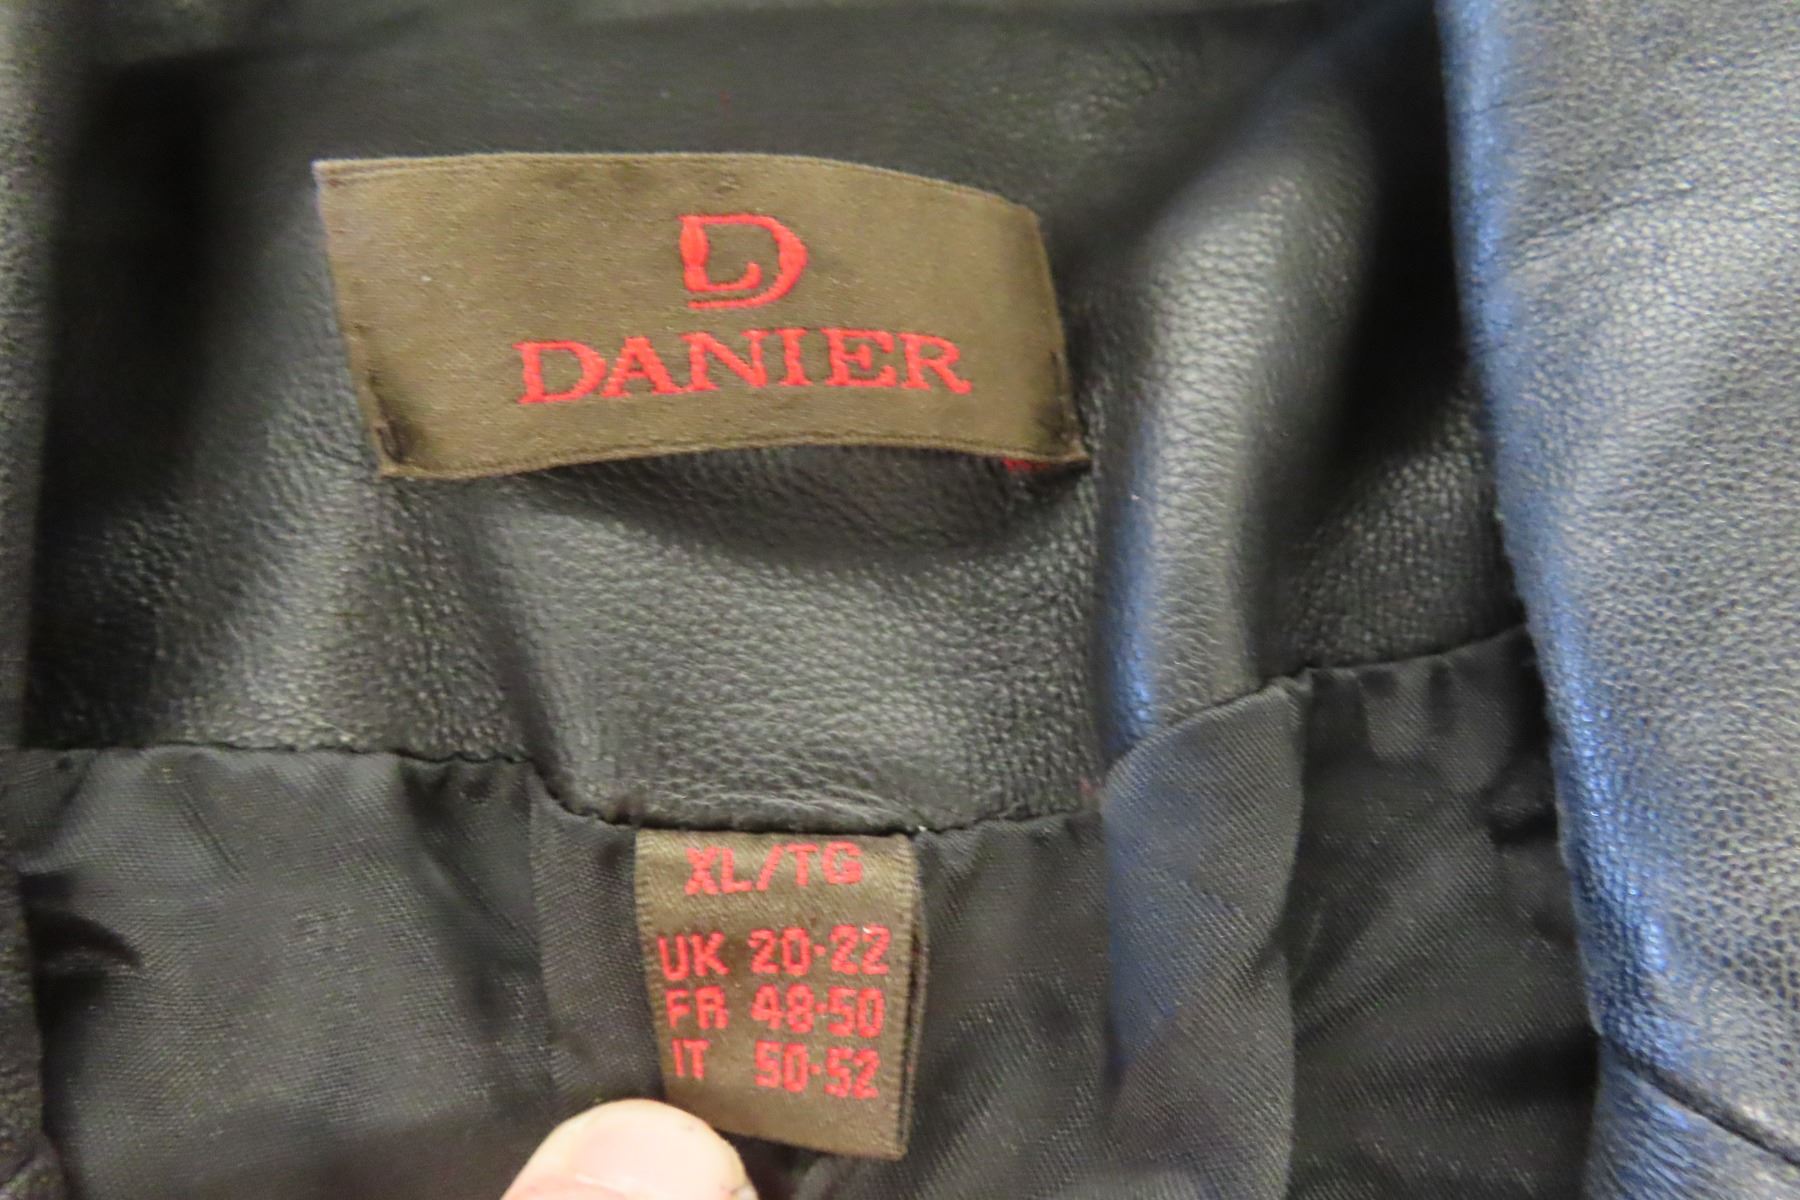 D
DANIER
XL/TG
UK 20-22
FR 48-50
IT 50-52